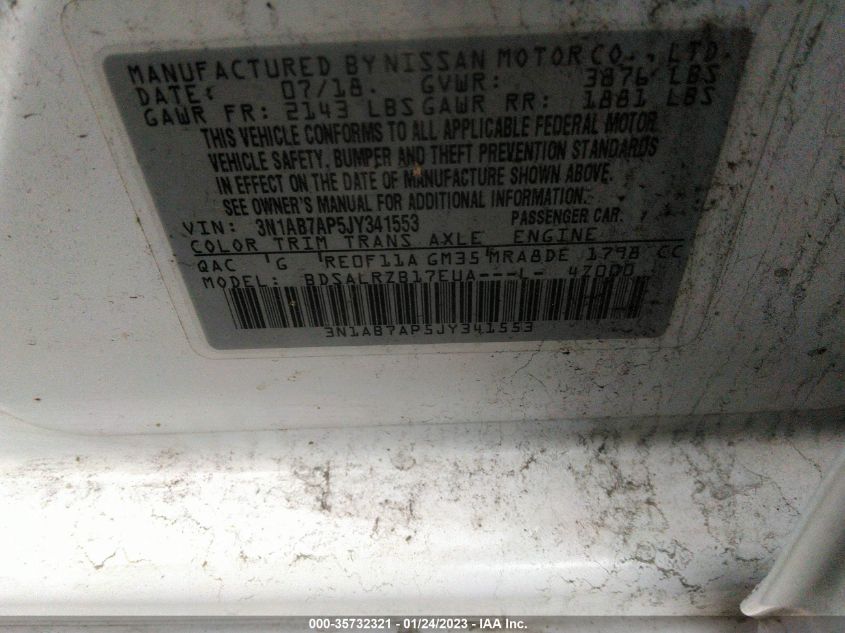 MANUFACTURED BY NISSAN MOTOR CO., LTD.
DATE: 07/18. GVWR: 3876 LBS
GAWR FR: 2143 LBS GAWR RR: 1881 LBS
THIS VEHICLE CONFORMS TO ALL APPLICABLE FEDERAL MOTOR
VEHICLE SAFETY, BUMPER AND THEFT PREVENTION STANDARDS
IN EFFECT ON THE DATE OF MANUFACTURE SHOWN ABOVE.
SEE OWNER'S MANUAL FOR ADDITIONAL INFORMATION.
VIN: 3N1AB7AP5JY341553 PASSENGER CAR
COLOR TRIM TRANS AXLE ENGINE
QAC G RE0F11A GM35 MRA8DE 1798 CC
MODEL: BDSALRZB17EUA---L- 47000
3N1AB7AP5JY341553
000-35732321 - 01/24/2023 - IAA Inc.